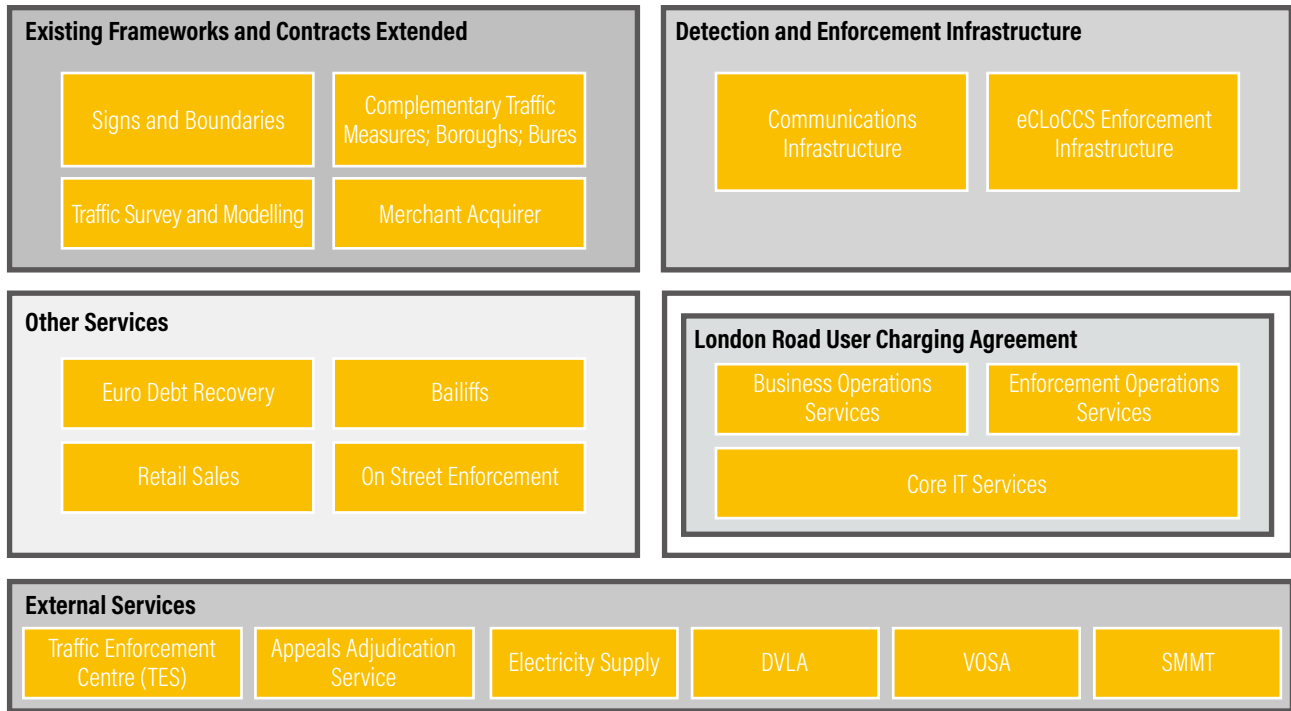 Existing Frameworks and Contracts Extended
Signs and Boundaries
Complementary Traffic
Measures; Boroughs; Bures
Traffic Survey and Modelling
Merchant Acquirer
Detection and Enforcement Infrastructure
Communications
Infrastructure
eCLoCCS Enforcement
Infrastructure
Other Services
Euro Debt Recovery
Bailiffs
Retail Sales
On Street Enforcement
London Road User Charging Agreement
Business Operations
Services
Enforcement Operations
Services
Core IT Services
External Services
Traffic Enforcement
Centre (TES)
Appeals Adjudication
Service
Electricity Supply
DVLA
VOSA
SMMT